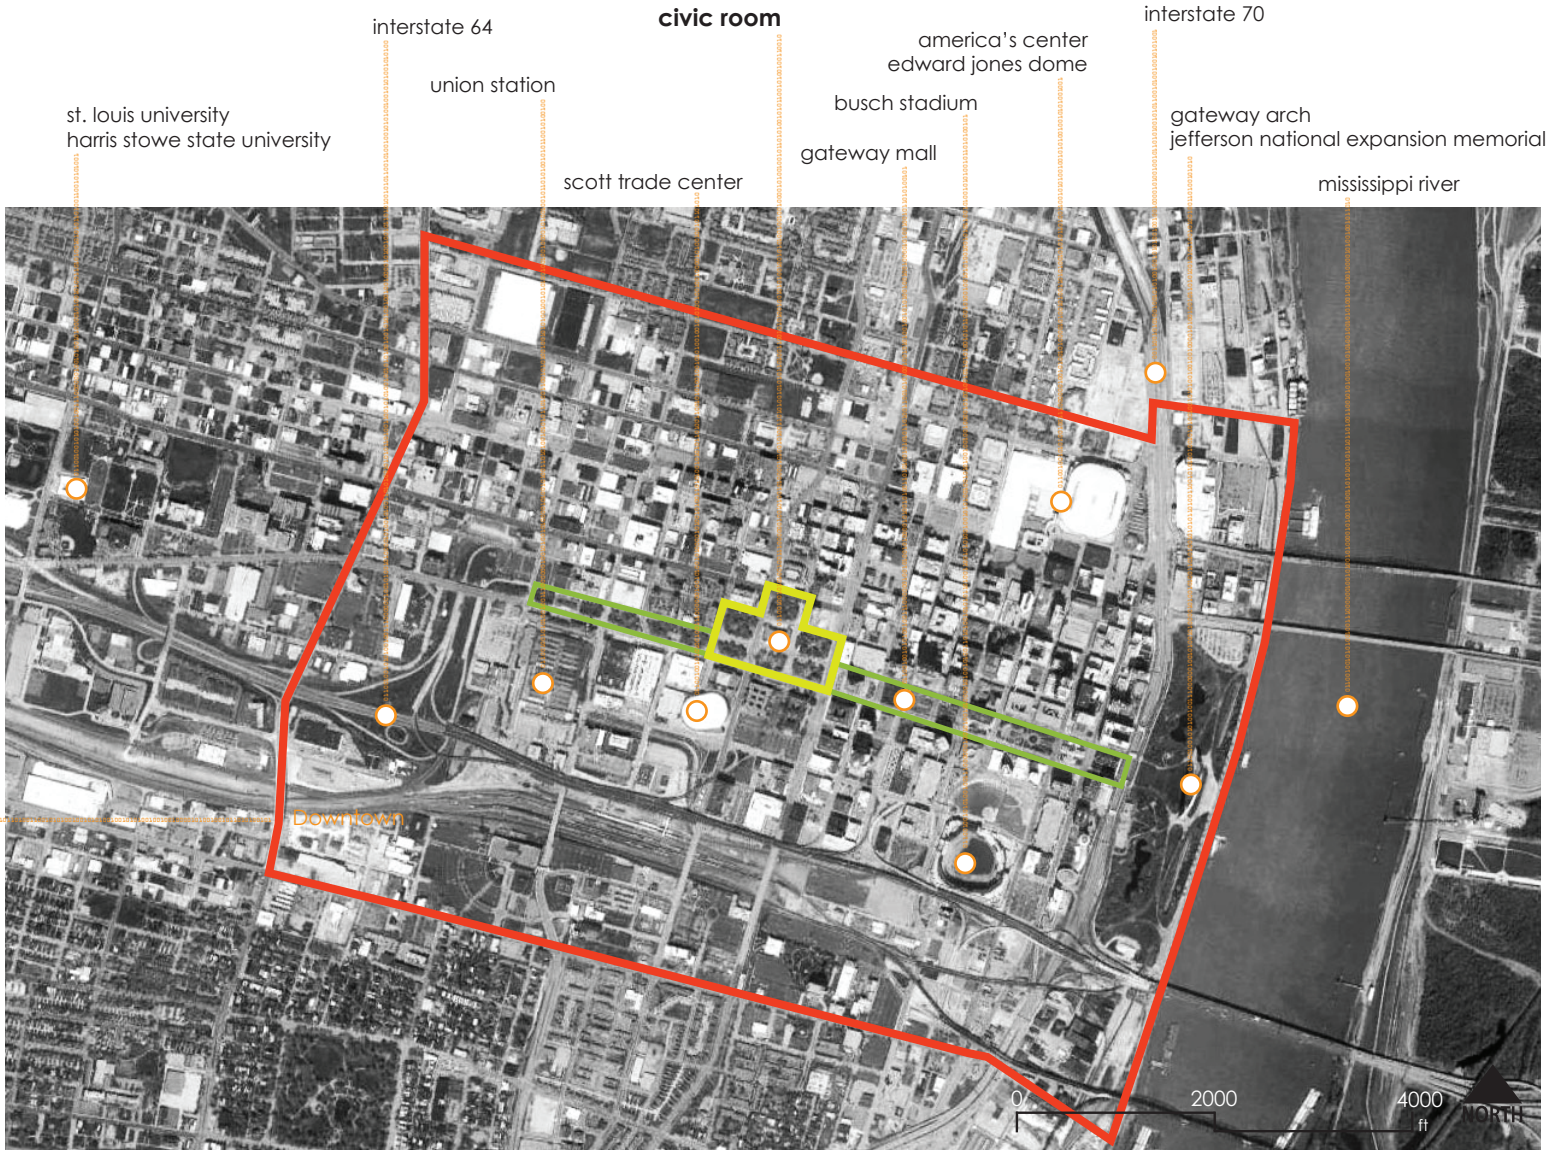 civic room
interstate 64
interstate 70
america's center
edward jones dome
union station
busch stadium
st. louis university
harris stowe state university
gateway arch
jefferson national expansion memorial
gateway mall
scott trade center
mississippi river
Downtown
0 2000 4000
ft
NORTH